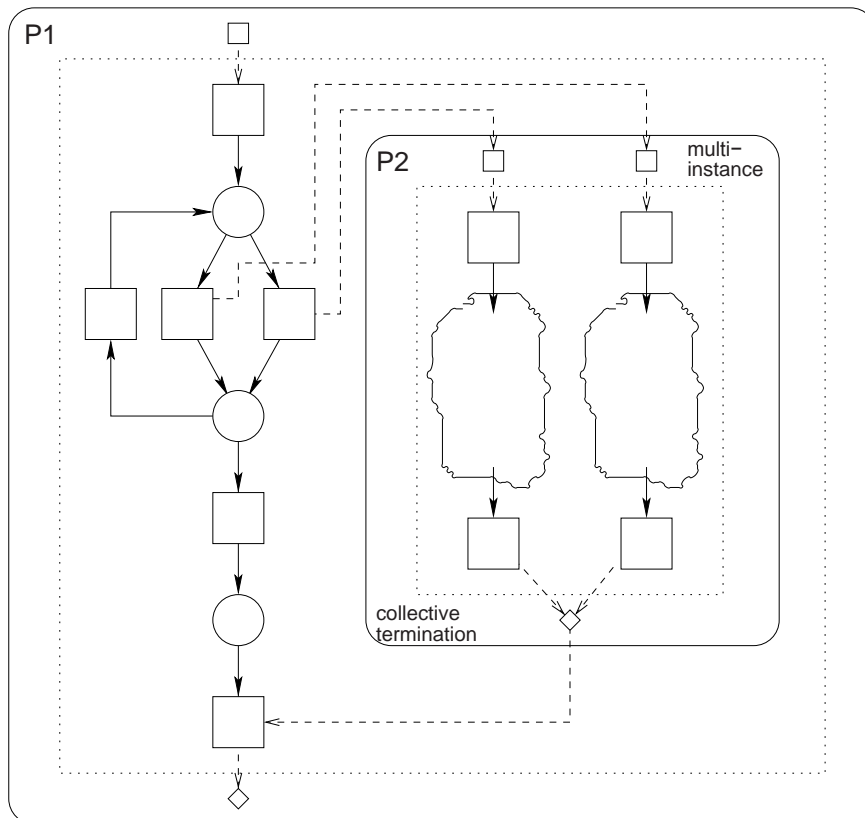 P1
P2
multi−
instance
collective
termination